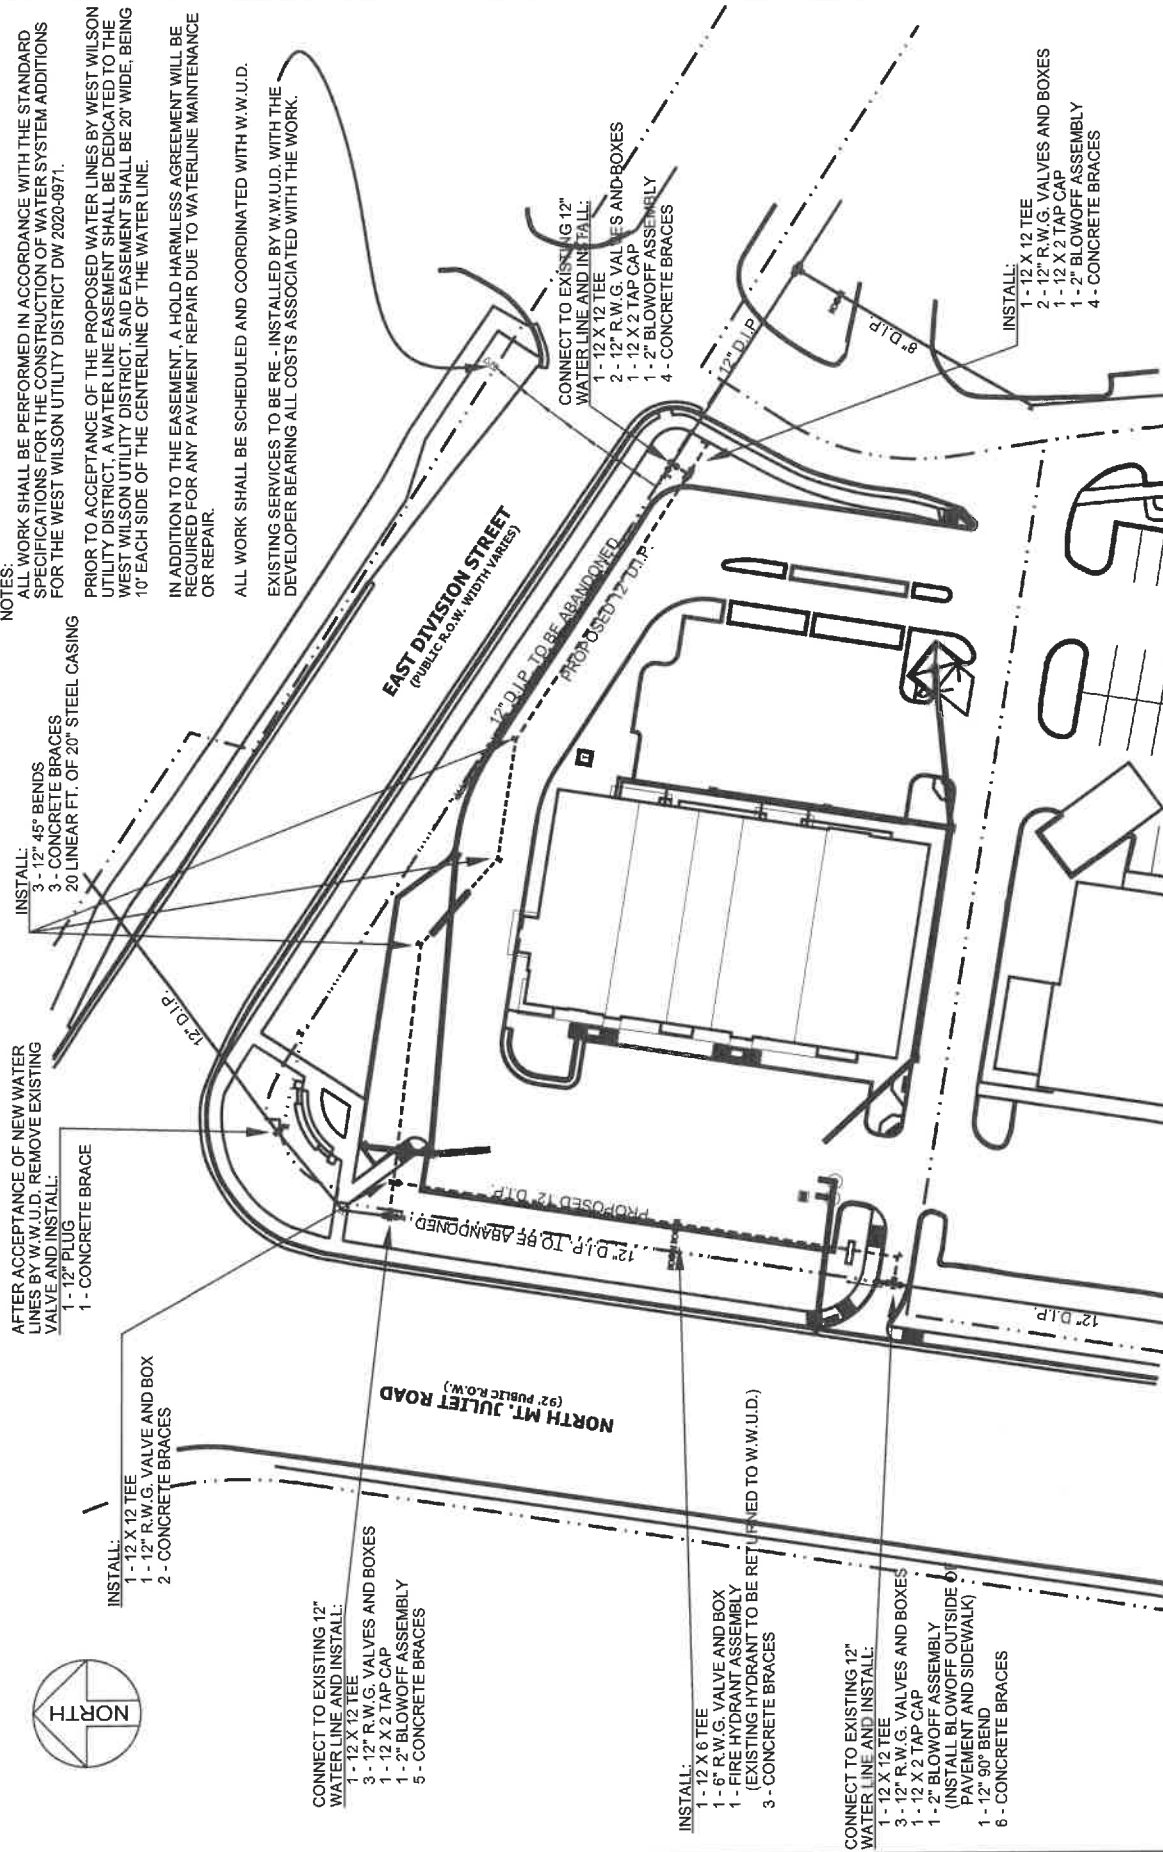 NOTES:
ALL WORK SHALL BE PERFORMED IN ACCORDANCE WITH THE STANDARD
SPECIFICATIONS FOR THE CONSTRUCTION OF WATER SYSTEM ADDITIONS
FOR THE WEST WILSON UTILITY DISTRICT DW 2020-0971.
PRIOR TO ACCEPTANCE OF THE PROPOSED WATER LINES BY WEST WILSON
UTILITY DISTRICT, A WATER LINE EASEMENT SHALL BE DEDICATED TO THE
WEST WILSON UTILITY DISTRICT. SAID EASEMENT SHALL BE 20' WIDE, BEING
10' EACH SIDE OF THE CENTERLINE OF THE WATER LINE.
IN ADDITION TO THE EASEMENT, A HOLD HARMLESS AGREEMENT WILL BE
REQUIRED FOR ANY PAVEMENT REPAIR DUE TO WATERLINE MAINTENANCE
OR REPAIR.
ALL WORK SHALL BE SCHEDULED AND COORDINATED WITH W.W.U.D.
EXISTING SERVICES TO BE RE - INSTALLED BY W.W.U.D. WITH THE
DEVELOPER BEARING ALL COSTS ASSOCIATED WITH THE WORK.
INSTALL:
3 - 12" 45° BENDS
3 - CONCRETE BRACES
20 LINEAR FT. OF 20" STEEL CASING
AFTER ACCEPTANCE OF NEW WATER
LINES BY W.W.U.D. REMOVE EXISTING
VALVE AND INSTALL:
1 - 12" PLUG
1 - CONCRETE BRACE
INSTALL:
1 - 12 X 12 TEE
1 - 12" R.W.G. VALVE AND BOX
2 - CONCRETE BRACES
NORTH
CONNECT TO EXISTING 12"
WATER LINE AND INSTALL:
1 - 12 X 12 TEE
3 - 12" R.W.G. VALVES AND BOXES
1 - 12 X 2 TAP CAP
1 - 2" BLOWOFF ASSEMBLY
5 - CONCRETE BRACES
INSTALL:
1 - 12 X 6 TEE
1 - 6" R.W.G. VALVE AND BOX
1 - FIRE HYDRANT ASSEMBLY
(EXISTING HYDRANT TO BE RETURNED TO W.W.U.D.)
3 - CONCRETE BRACES
CONNECT TO EXISTING 12"
WATER LINE AND INSTALL:
1 - 12 X 12 TEE
3 - 12" R.W.G. VALVES AND BOXES
1 - 12 X 2 TAP CAP
1 - 2" BLOWOFF ASSEMBLY
(INSTALL BLOWOFF OUTSIDE OF
PAVEMENT AND SIDEWALK)
1 - 12" 90° BEND
6 - CONCRETE BRACES
CONNECT TO EXISTING 12"
WATER LINE AND INSTALL:
1 - 12 X 12 TEE
2 - 12" R.W.G. VALVES AND BOXES
1 - 12 X 2 TAP CAP
1 - 2" BLOWOFF ASSEMBLY
4 - CONCRETE BRACES
INSTALL:
1 - 12 X 12 TEE
2 - 12" R.W.G. VALVES AND BOXES
1 - 12 X 2 TAP CAP
1 - 2" BLOWOFF ASSEMBLY
4 - CONCRETE BRACES
EAST DIVISION STREET
(PUBLIC R.O.W. WIDTH VARIES)
NORTH MT. JULIET ROAD
(92' PUBLIC R.O.W.)
12" D.I.P.
12" D.I.P. TO BE ABANDONED
PROPOSED 12" D.I.P.
12" D.I.P.
8" D.I.P.
PROPOSED 12" D.I.P.
12" D.I.P. TO BE ABANDONED
12" D.I.P.